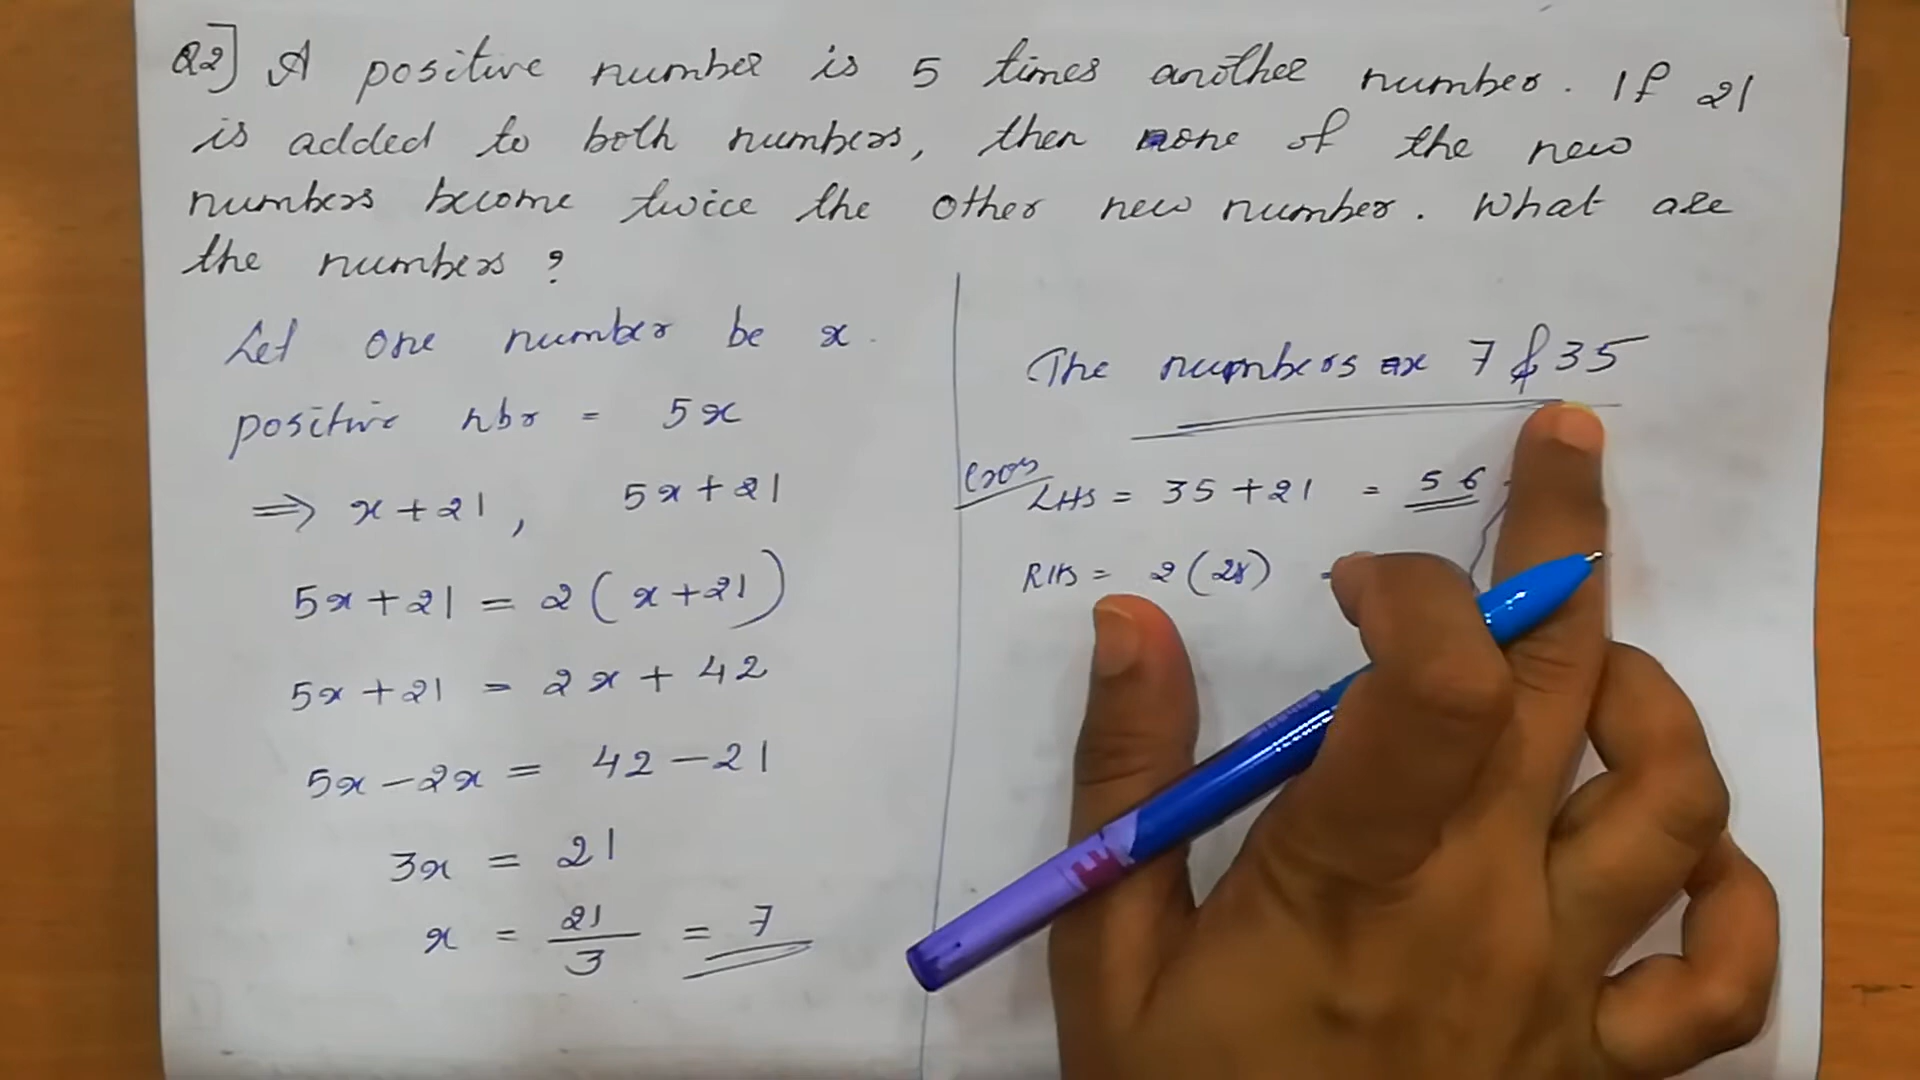 Q2] A positive number is 5 times another number. If 21
is added to both numbers, then one of the new
numbers become twice the other new number. What are
the numbers?
Let one number be x.
positive nbr = 5x
⇒ x+21, 5x+21
5x+21 = 2(x+21)
5x+21 = 2x+42
5x-2x = 42-21
3x = 21
x = 21/3 = 7
The numbers are 7 & 35
LHS = 35+21 = 56
RHS = 2(28) =